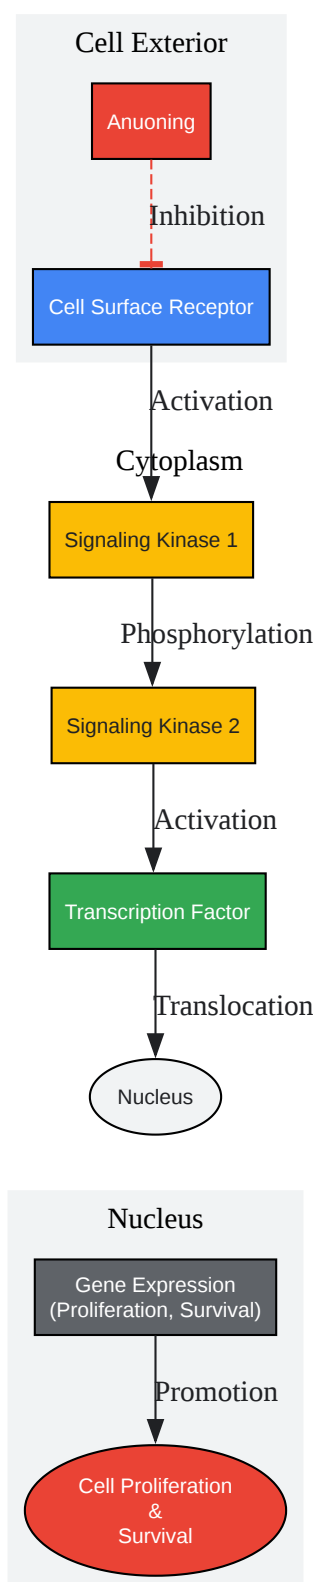 Cell Exterior
Anuoning
Inhibition
Cell Surface Receptor
Activation
Cytoplasm
Signaling Kinase 1
Phosphorylation
Signaling Kinase 2
Activation
Transcription Factor
Translocation
Nucleus
Nucleus
Gene Expression
(Proliferation, Survival)
Promotion
Cell Proliferation
&
Survival